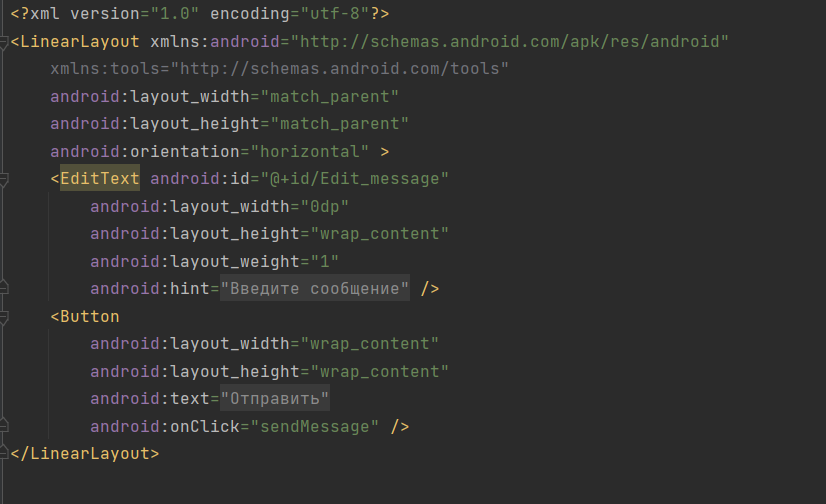 <?xml version="1.0" encoding="utf-8"?>
<LinearLayout xmlns:android="http://schemas.android.com/apk/res/android"
    xmlns:tools="http://schemas.android.com/tools"
    android:layout_width="match_parent"
    android:layout_height="match_parent"
    android:orientation="horizontal" >
    <EditText android:id="@+id/Edit_message"
        android:layout_width="0dp"
        android:layout_height="wrap_content"
        android:layout_weight="1"
        android:hint="Введите сообщение" />
    <Button
        android:layout_width="wrap_content"
        android:layout_height="wrap_content"
        android:text="Отправить"
        android:onClick="sendMessage" />
</LinearLayout>